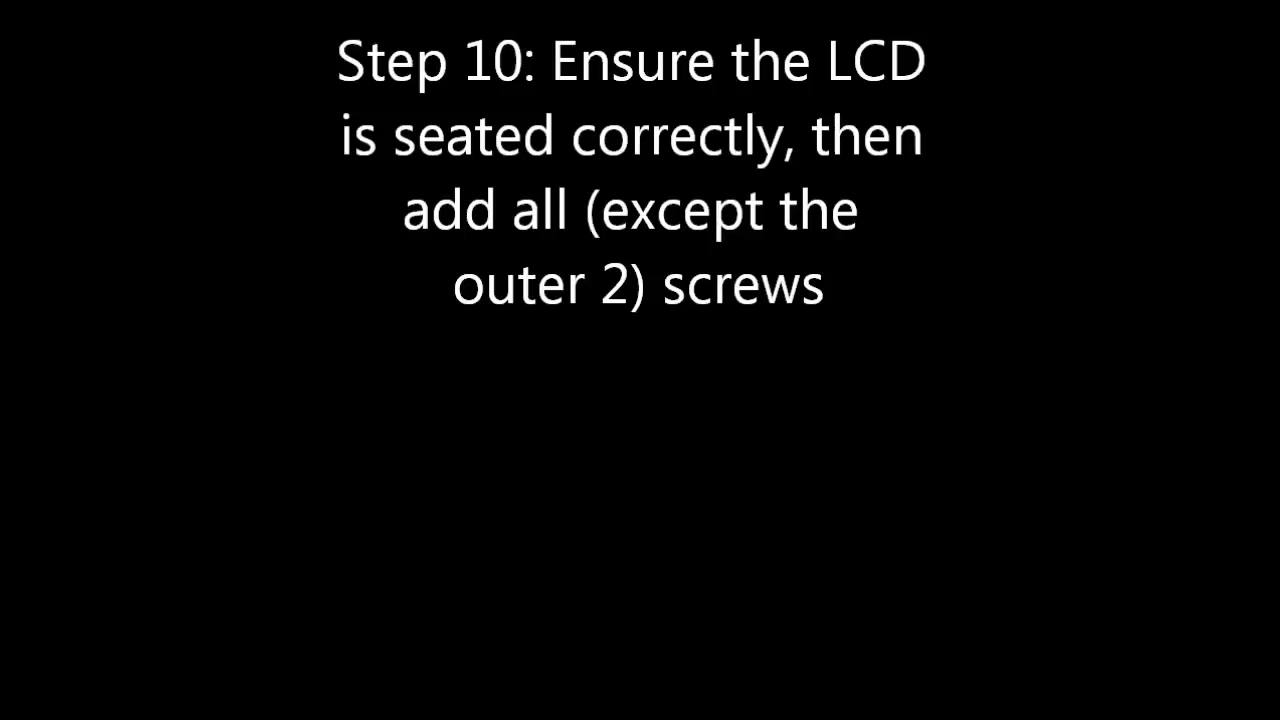 Step 10: Ensure the LCD
is seated correctly, then
add all (except the
outer 2) screws